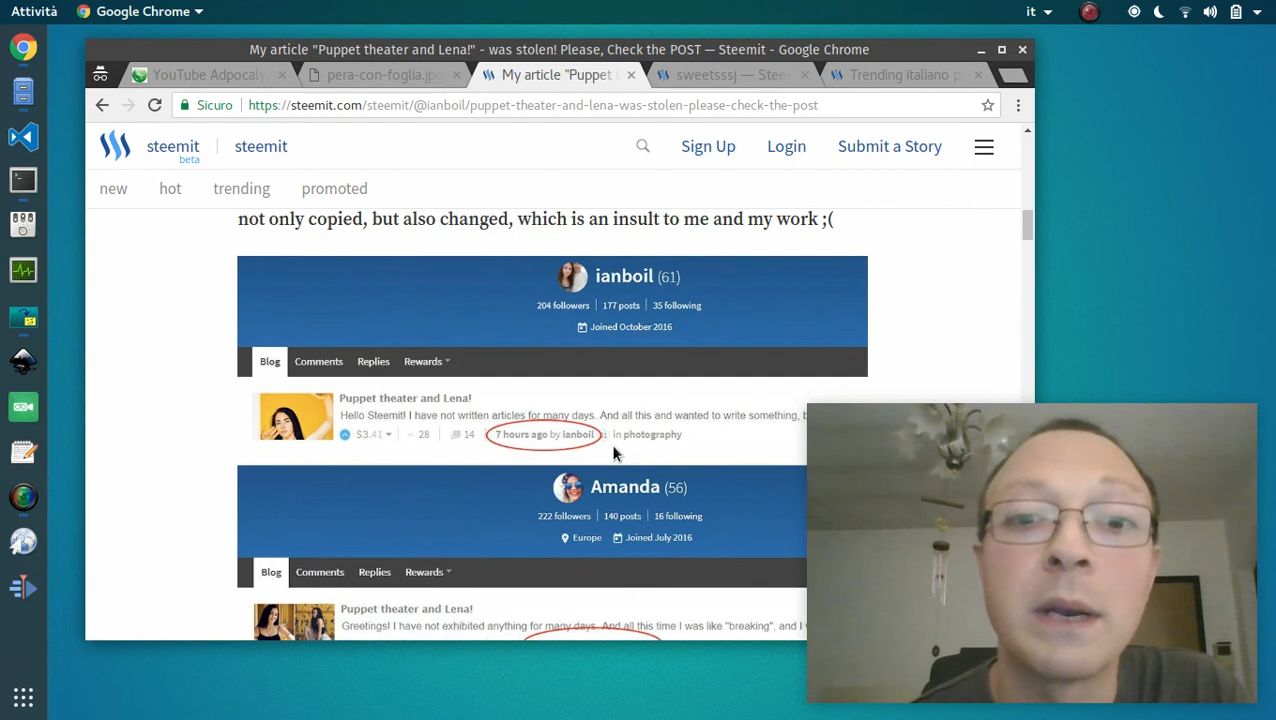 Attività Google Chrome it
My article "Puppet theater and Lena!" - was stolen! Please, Check the POST — Steemit - Google Chrome
YouTube Adpocaly pera-con-foglia.jp My article "Puppet t sweetsssj — Stee Trending italiano p
Sicuro https://steemit.com/steemit/@ianboil/puppet-theater-and-lena-was-stolen-please-check-the-post
steemit beta steemit Sign Up Login Submit a Story
new hot trending promoted
not only copied, but also changed, which is an insult to me and my work ;(
ianboil (61)
204 followers 177 posts 35 following
Joined October 2016
Blog Comments Replies Rewards
Puppet theater and Lena!
Hello Steemit! I have not written articles for many days. And all this and wanted to write something, b
$3.41 28 14 7 hours ago by ianboil in photography
Amanda (56)
222 followers 140 posts 16 following
Europe Joined July 2016
Blog Comments Replies Rewards
Puppet theater and Lena!
Greetings! I have not exhibited anything for many days. And all this time I was like "breaking", and I w